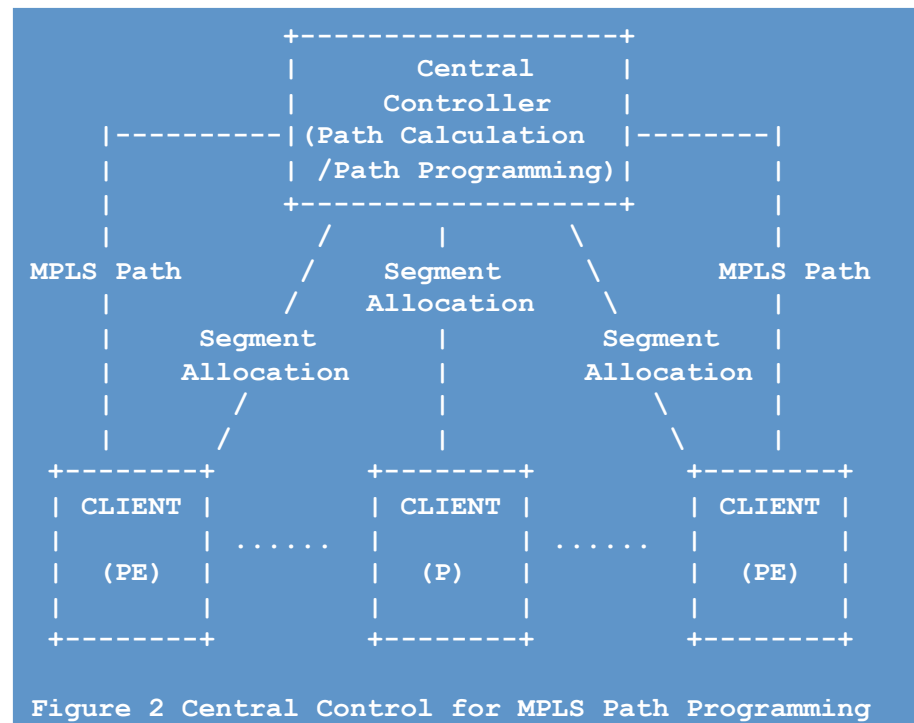 +--------------------+
|       Central      |
|     Controller     |
|----------|(Path Calculation   |--------|
|          | /Path Programming)|        |
|          +--------------------+         |
|             /       |        \            |
MPLS Path        /    Segment     \       MPLS Path
|           /    Allocation      \          |
|     Segment        |         Segment      |
|    Allocation      |        Allocation |
|        /            |             \       |
|       /             |              \      |
+--------+          +--------+          +--------+
| CLIENT |          | CLIENT |          | CLIENT |
|        | ...... |        | ...... |        |
|  (PE)  |          |  (P)   |          |  (PE)  |
|        |          |        |          |        |
+--------+          +--------+          +--------+
Figure 2 Central Control for MPLS Path Programming